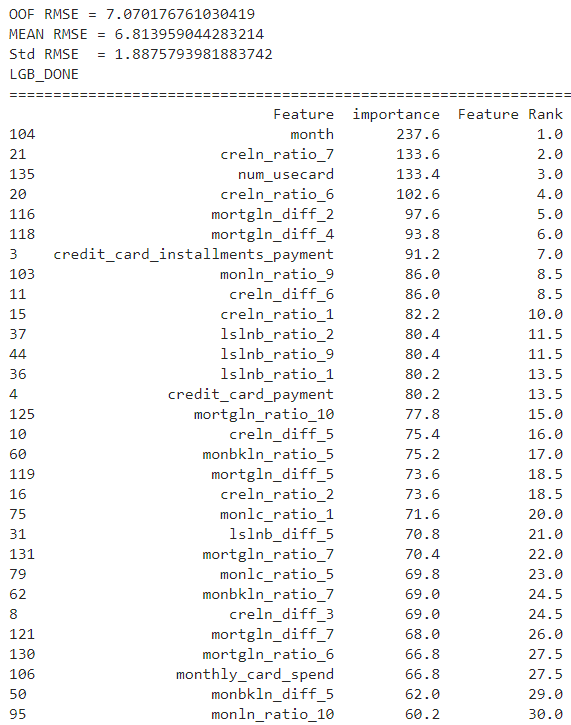 OOF RMSE = 7.070176761030419
MEAN RMSE = 6.813959044283214
Std RMSE  = 1.8875793981883742
LGB_DONE
================================================================
Feature  importance  Feature Rank
104 month 237.6 1.0
21 creln_ratio_7 133.6 2.0
135 num_usecard 133.4 3.0
20 creln_ratio_6 102.6 4.0
116 mortgln_diff_2 97.6 5.0
118 mortgln_diff_4 93.8 6.0
3 credit_card_installments_payment 91.2 7.0
103 monln_ratio_9 86.0 8.5
11 creln_diff_6 86.0 8.5
15 creln_ratio_1 82.2 10.0
37 lslnb_ratio_2 80.4 11.5
44 lslnb_ratio_9 80.4 11.5
36 lslnb_ratio_1 80.2 13.5
4 credit_card_payment 80.2 13.5
125 mortgln_ratio_10 77.8 15.0
10 creln_diff_5 75.4 16.0
60 monbkln_ratio_5 75.2 17.0
119 mortgln_diff_5 73.6 18.5
16 creln_ratio_2 73.6 18.5
75 monlc_ratio_1 71.6 20.0
31 lslnb_diff_5 70.8 21.0
131 mortgln_ratio_7 70.4 22.0
79 monlc_ratio_5 69.8 23.0
62 monbkln_ratio_7 69.0 24.5
8 creln_diff_3 69.0 24.5
121 mortgln_diff_7 68.0 26.0
130 mortgln_ratio_6 66.8 27.5
106 monthly_card_spend 66.8 27.5
50 monbkln_diff_5 62.0 29.0
95 monln_ratio_10 60.2 30.0